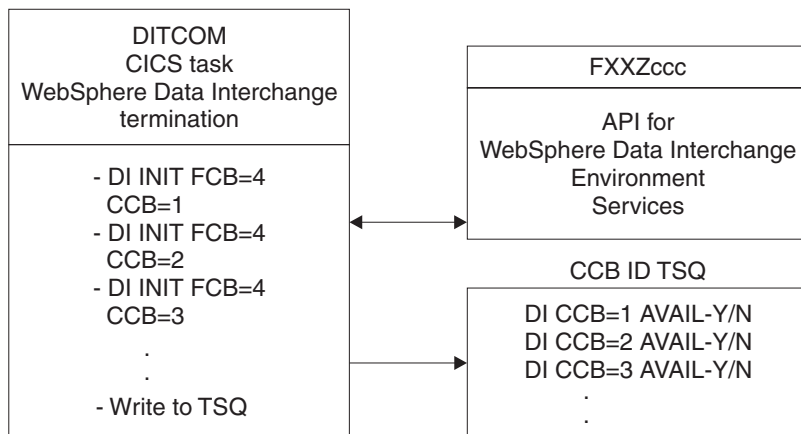 DITCOM
CICS task
WebSphere Data Interchange
termination
- DI INIT FCB=4
CCB=1
- DI INIT FCB=4
CCB=2
- DI INIT FCB=4
CCB=3
.
.
- Write to TSQ
FXXZccc
API for
WebSphere Data Interchange
Environment
Services
CCB ID TSQ
DI CCB=1 AVAIL-Y/N
DI CCB=2 AVAIL-Y/N
DI CCB=3 AVAIL-Y/N
.
.